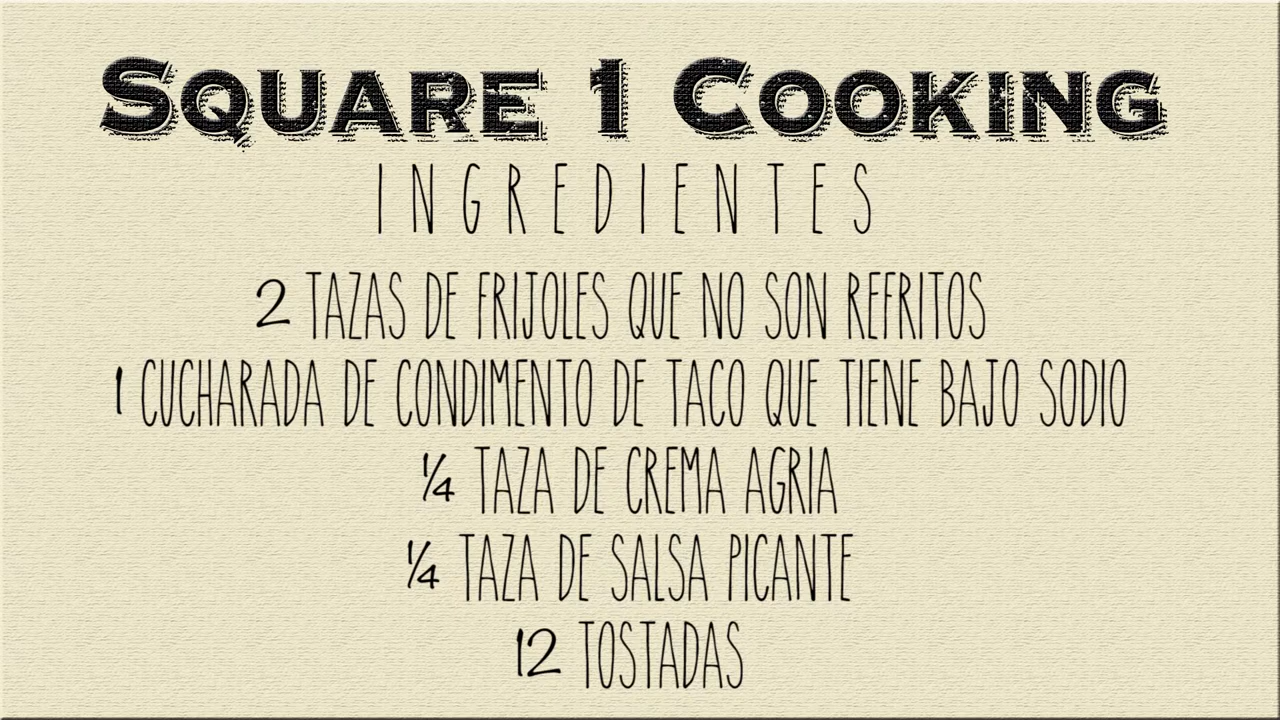 SQUARE 1 COOKING
INGREDIENTES
2 TAZAS DE FRIJOLES QUE NO SON REFRITOS
1 CUCHARADA DE CONDIMENTO DE TACO QUE TIENE BAJO SODIO
¼ TAZA DE CREMA AGRIA
¼ TAZA DE SALSA PICANTE
12 TOSTADAS